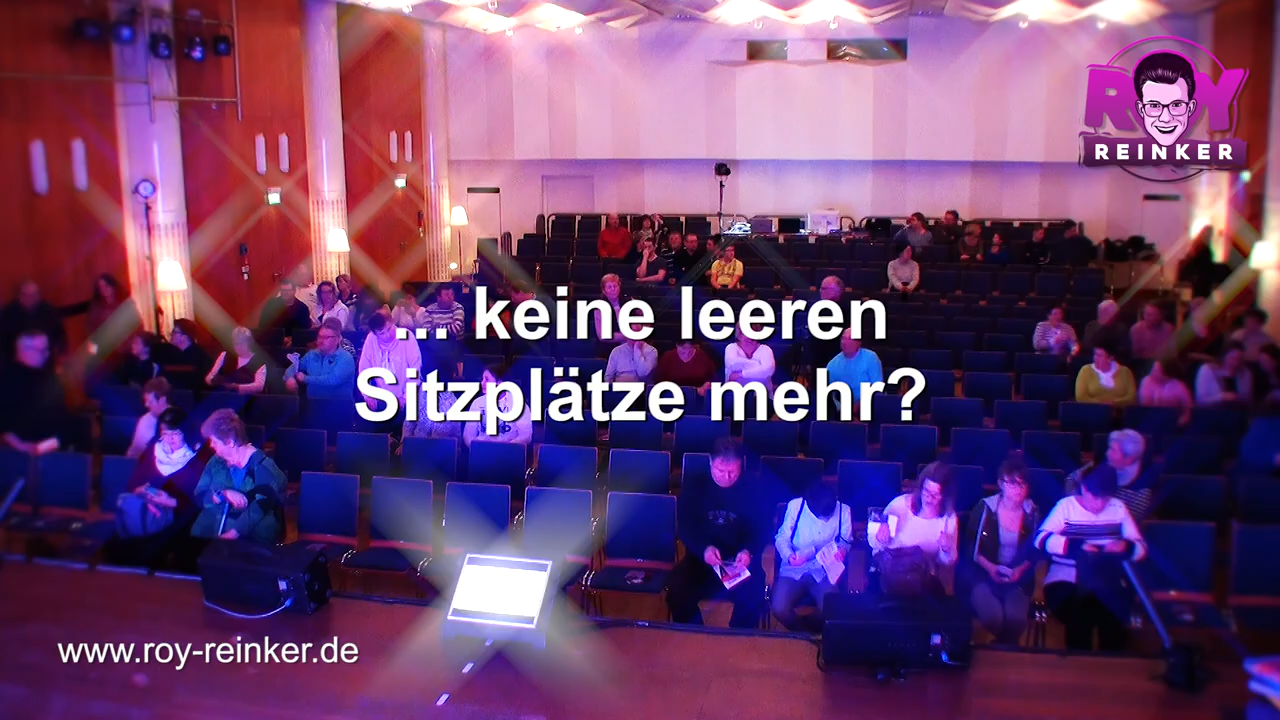 ROY
REINKER
... keine leeren
Sitzplätze mehr?
www.roy-reinker.de